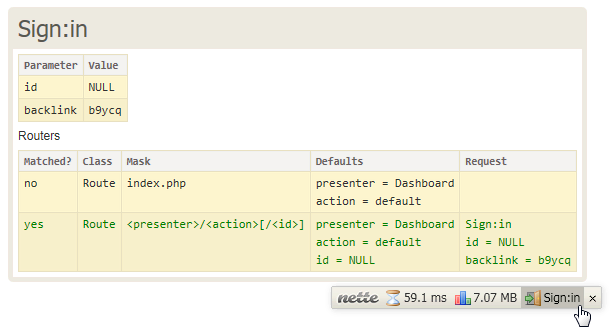 Sign:in
Parameter Value
id NULL
backlink b9ycq
Routers
Matched? Class Mask Defaults Request
no Route index.php presenter = Dashboard
action = default
yes Route <presenter>/<action>[/<id>] presenter = Dashboard Sign:in
action = default id = NULL
id = NULL backlink = b9ycq
nette 59.1 ms 7.07 MB Sign:in ×